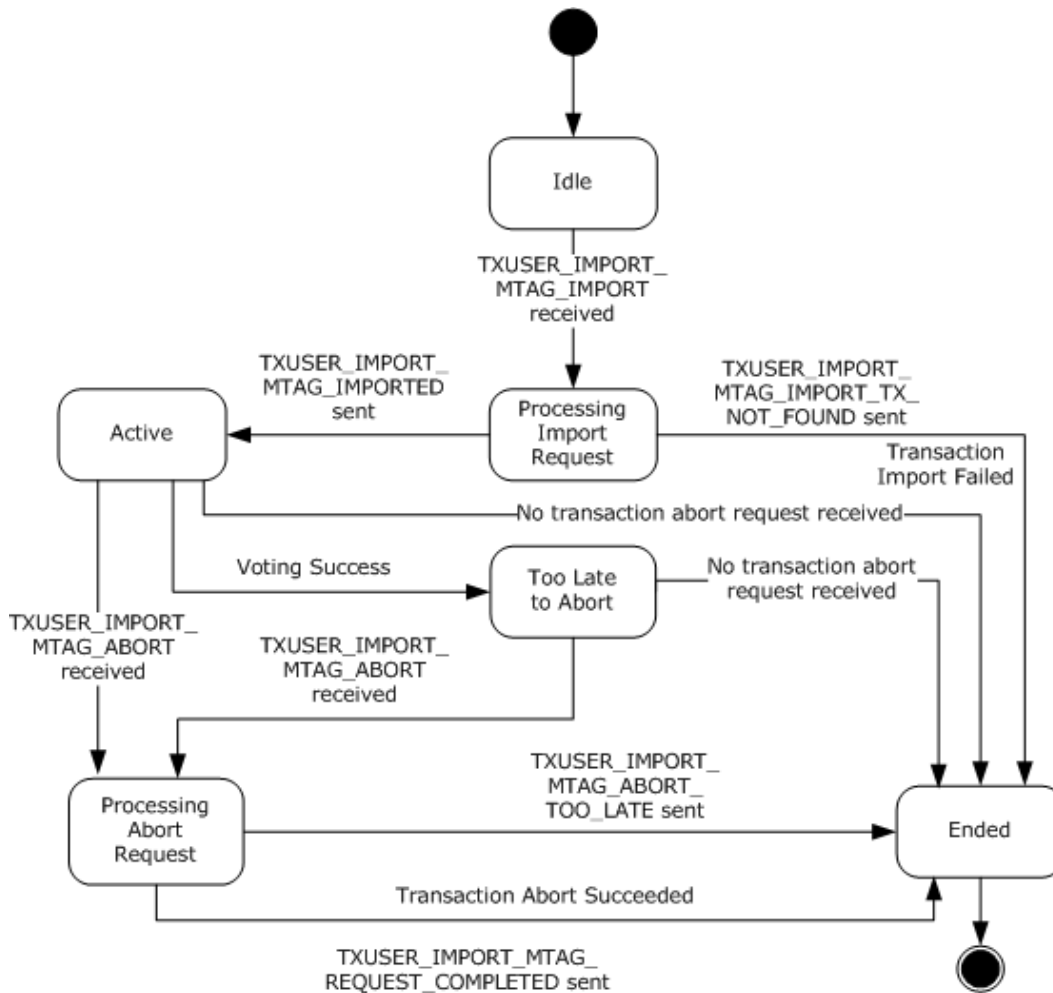 Idle
TXUSER_IMPORT_
MTAG_IMPORT
received
TXUSER_IMPORT_
MTAG_IMPORTED
sent
TXUSER_IMPORT_
MTAG_IMPORT_TX_
NOT_FOUND sent
Active
Processing
Import
Request
Transaction
Import Failed
No transaction abort request received
Voting Success
Too Late
to Abort
No transaction abort
request received
TXUSER_IMPORT_
MTAG_ABORT
received
TXUSER_IMPORT_
MTAG_ABORT
received
TXUSER_IMPORT_
MTAG_ABORT_
TOO_LATE sent
Processing
Abort
Request
Ended
Transaction Abort Succeeded
TXUSER_IMPORT_MTAG_
REQUEST_COMPLETED sent